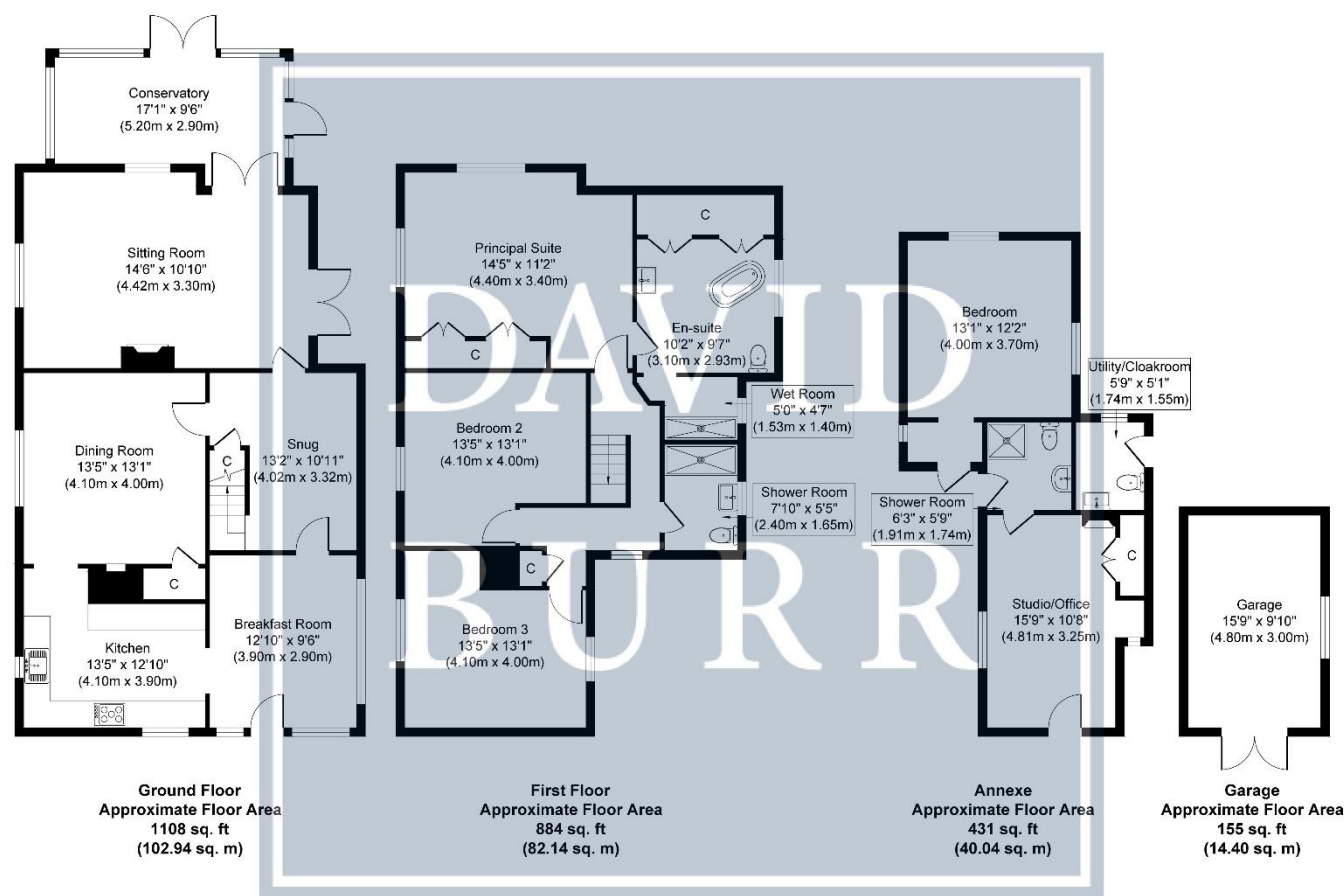 Conservatory
17'1" x 9'6"
(5.20m x 2.90m)
Sitting Room
14'6" x 10'10"
(4.42m x 3.30m)
Dining Room
13'5" x 13'1"
(4.10m x 4.00m)
C
Snug
13'2" x 10'11"
(4.02m x 3.32m)
C
Kitchen
13'5" x 12'10"
(4.10m x 3.90m)
Breakfast Room
12'10" x 9'6"
(3.90m x 2.90m)
Ground Floor
Approximate Floor Area
1108 sq. ft
(102.94 sq. m)
Principal Suite
14'5" x 11'2"
(4.40m x 3.40m)
C
C
En-suite
10'2" x 9'7"
(3.10m x 2.93m)
Bedroom 2
13'5" x 13'1"
(4.10m x 4.00m)
Wet Room
5'0" x 4'7"
(1.53m x 1.40m)
Shower Room
7'10" x 5'5"
(2.40m x 1.65m)
C
Bedroom 3
13'5" x 13'1"
(4.10m x 4.00m)
First Floor
Approximate Floor Area
884 sq. ft
(82.14 sq. m)
Bedroom
13'1" x 12'2"
(4.00m x 3.70m)
Utility/Cloakroom
5'9" x 5'1"
(1.74m x 1.55m)
Shower Room
6'3" x 5'9"
(1.91m x 1.74m)
C
Studio/Office
15'9" x 10'8"
(4.81m x 3.25m)
Annexe
Approximate Floor Area
431 sq. ft
(40.04 sq. m)
Garage
15'9" x 9'10"
(4.80m x 3.00m)
Garage
Approximate Floor Area
155 sq. ft
(14.40 sq. m)
DAVID
BURR